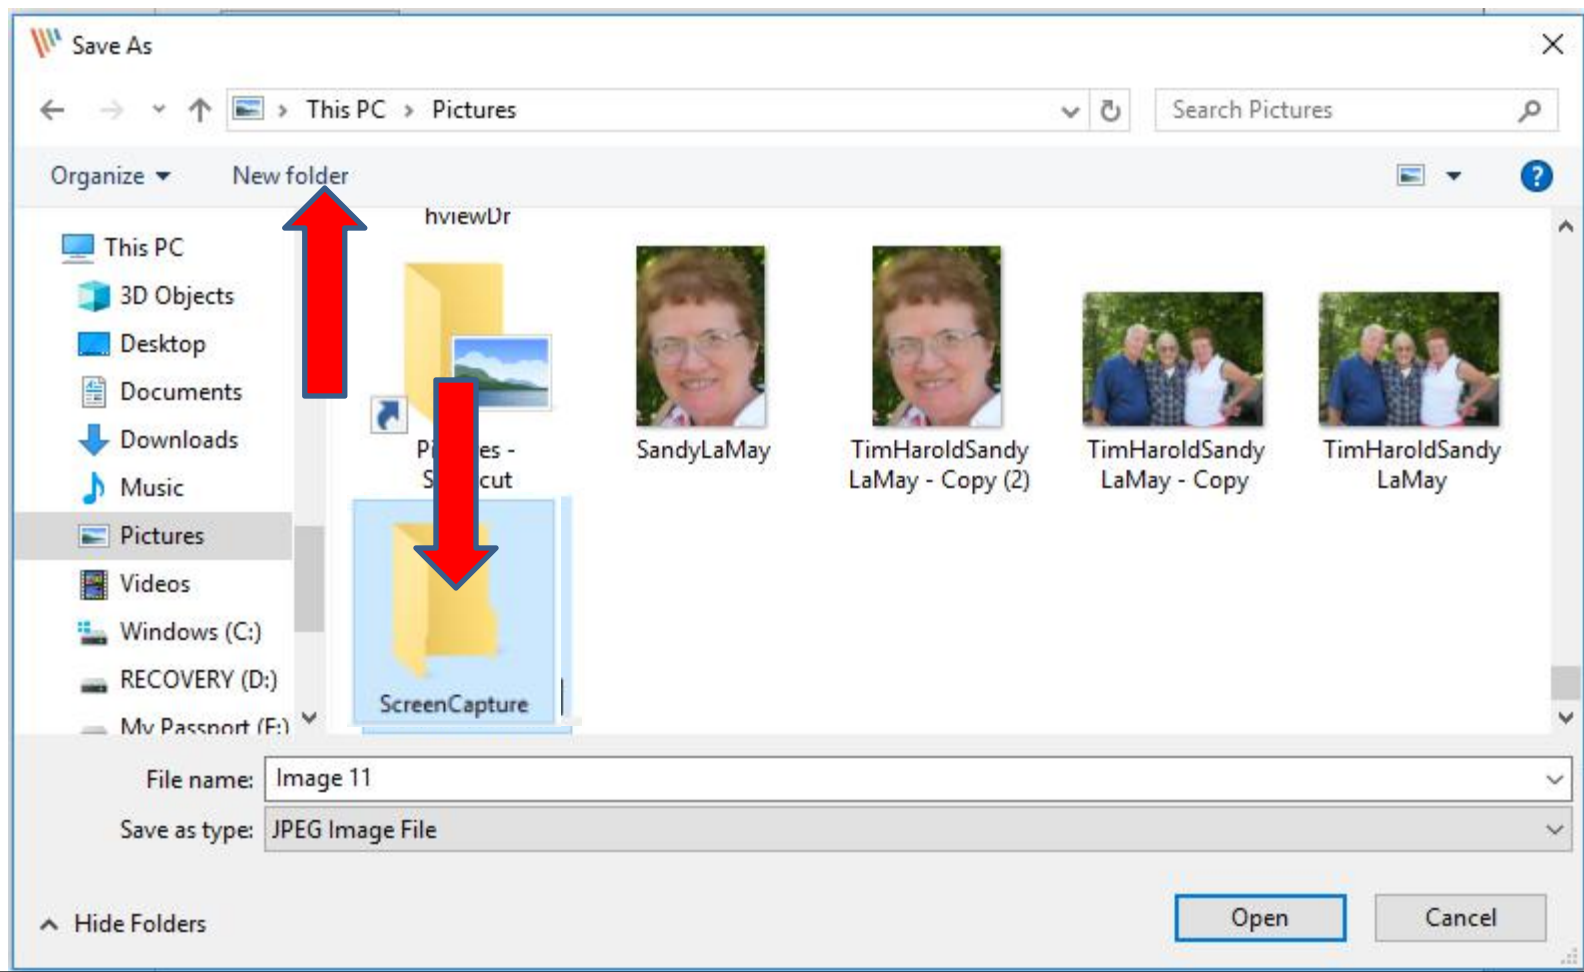 Save As
This PC > Pictures
Search Pictures
Organize
New folder
This PC
3D Objects
Desktop
Documents
Downloads
Music
Pictures
Videos
Windows (C:)
RECOVERY (D:)
My Passport (F:)
hviewDr
SandyLaMay
TimHaroldSandy
LaMay - Copy (2)
TimHaroldSandy
LaMay - Copy
TimHaroldSandy
LaMay
ScreenCapture
File name: Image 11
Save as type: JPEG Image File
Hide Folders
Open
Cancel